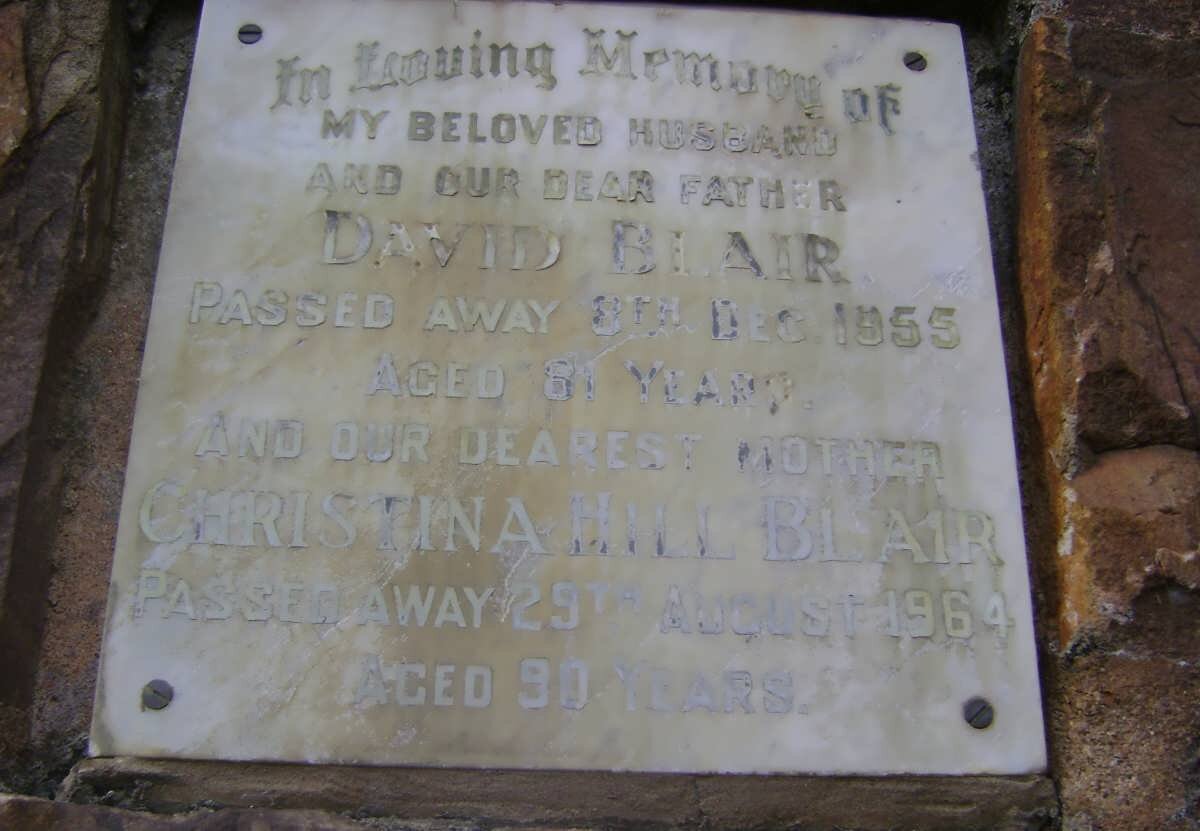 In Loving Memory of
MY BELOVED HUSBAND
AND OUR DEAR FATHER
DAVID BLAIR
PASSED AWAY 8TH DEC. 1955
AGED 81 YEARS.
AND OUR DEAREST MOTHER
CHRISTINA HILL BLAIR
PASSED AWAY 29TH AUGUST 1964
AGED 90 YEARS.